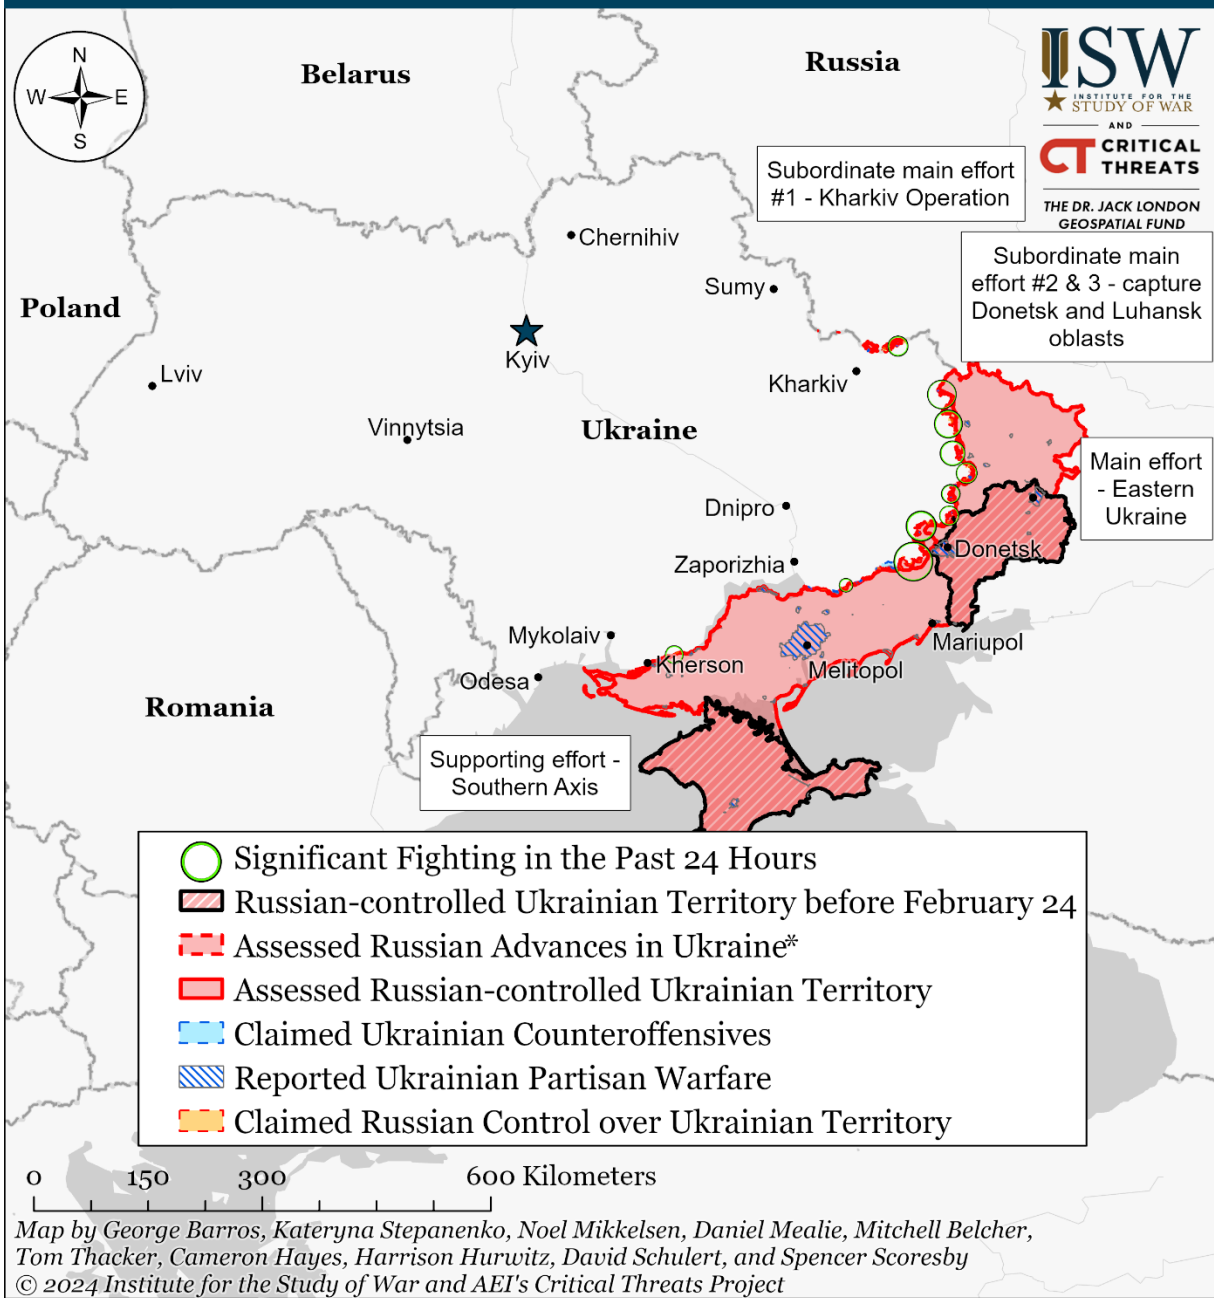 N
W
E
S
Belarus
Russia
ISW
INSTITUTE FOR THE
STUDY OF WAR
AND
CT CRITICAL
THREATS
THE DR. JACK LONDON
GEOSPATIAL FUND
Subordinate main effort
#1 - Kharkiv Operation
Subordinate main
effort #2 & 3 - capture
Donetsk and Luhansk
oblasts
Chernihiv
Sumy
Poland
Kyiv
Lviv
Kharkiv
Vinnytsia
Ukraine
Main effort
- Eastern
Ukraine
Dnipro
Donetsk
Zaporizhia
Mykolaiv
Mariupol
Kherson
Melitopol
Odesa
Romania
Supporting effort -
Southern Axis
Significant Fighting in the Past 24 Hours
Russian-controlled Ukrainian Territory before February 24
Assessed Russian Advances in Ukraine*
Assessed Russian-controlled Ukrainian Territory
Claimed Ukrainian Counteroffensives
Reported Ukrainian Partisan Warfare
Claimed Russian Control over Ukrainian Territory
0 150 300 600 Kilometers
Map by George Barros, Kateryna Stepanenko, Noel Mikkelsen, Daniel Mealie, Mitchell Belcher,
Tom Thacker, Cameron Hayes, Harrison Hurwitz, David Schulert, and Spencer Scoresby
© 2024 Institute for the Study of War and AEI's Critical Threats Project